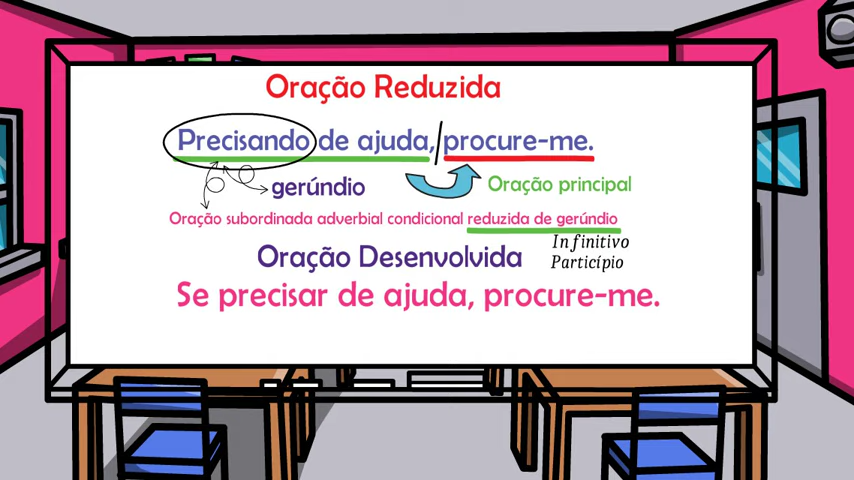 Oração Reduzida
Precisando de ajuda, procure-me.
gerúndio
Oração principal
Oração subordinada adverbial condicional reduzida de gerúndio
Infinitivo
Particípio
Oração Desenvolvida
Se precisar de ajuda, procure-me.